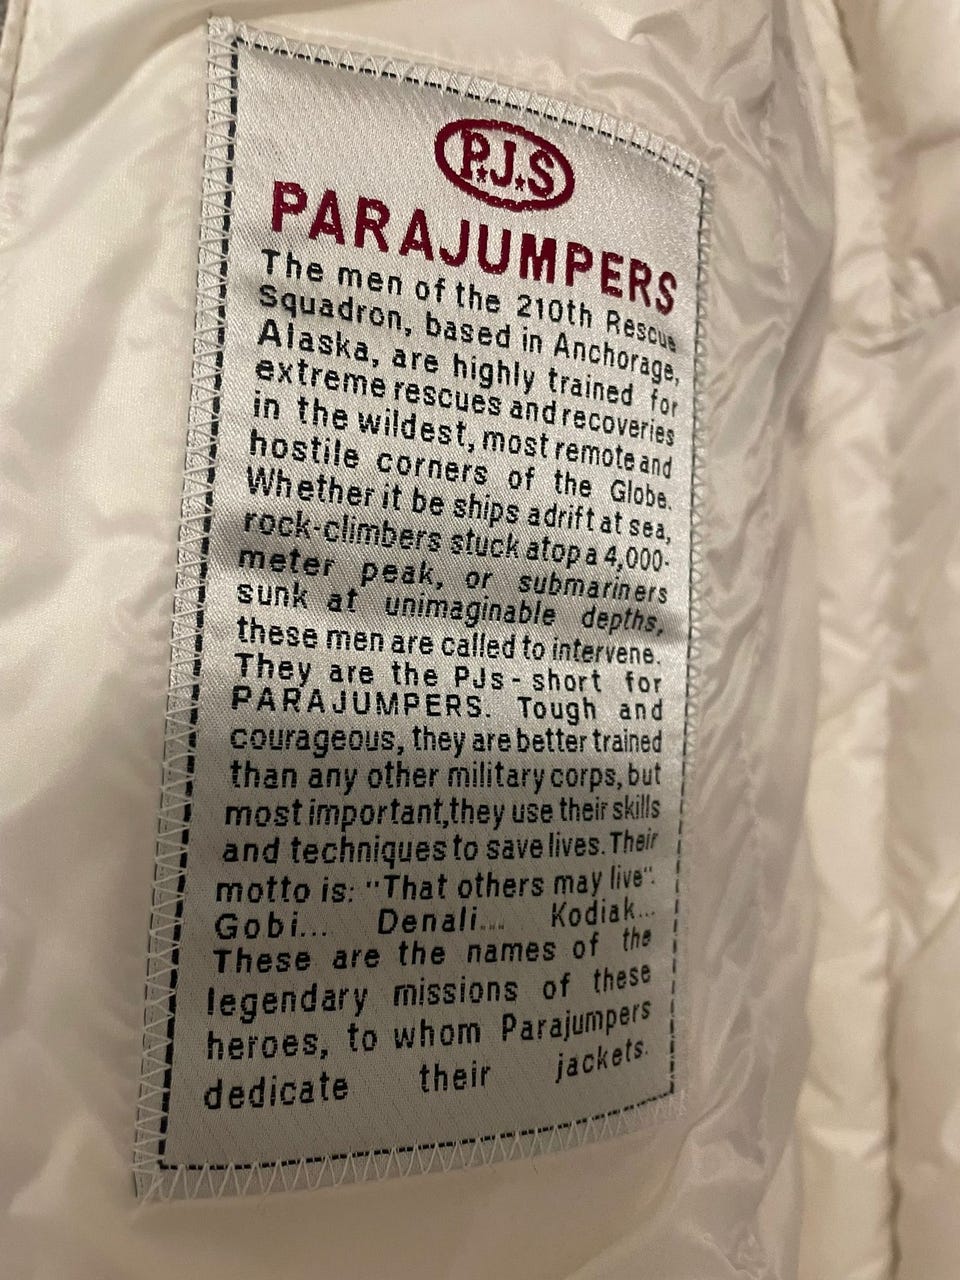 P.J.S
PARAJUMPERS
The men of the 210th Rescue
Squadron, based in Anchorage,
Alaska, are highly trained for
extreme rescues and recoveries
in the wildest, most remote and
hostile corners of the Globe.
Whether it be ships adrift at sea,
rock-climbers stuck atop a 4,000-
meter peak, or submariners
sunk at unimaginable depths,
these men are called to intervene.
They are the PJs - short for
PARAJUMPERS. Tough and
courageous, they are better trained
than any other military corps, but
most important,they use their skills
and techniques to save lives. Their
motto is: "That others may live".
Gobi... Denali.... Kodiak...
These are the names of the
legendary missions of these
heroes, to whom Parajumpers
dedicate their jackets.